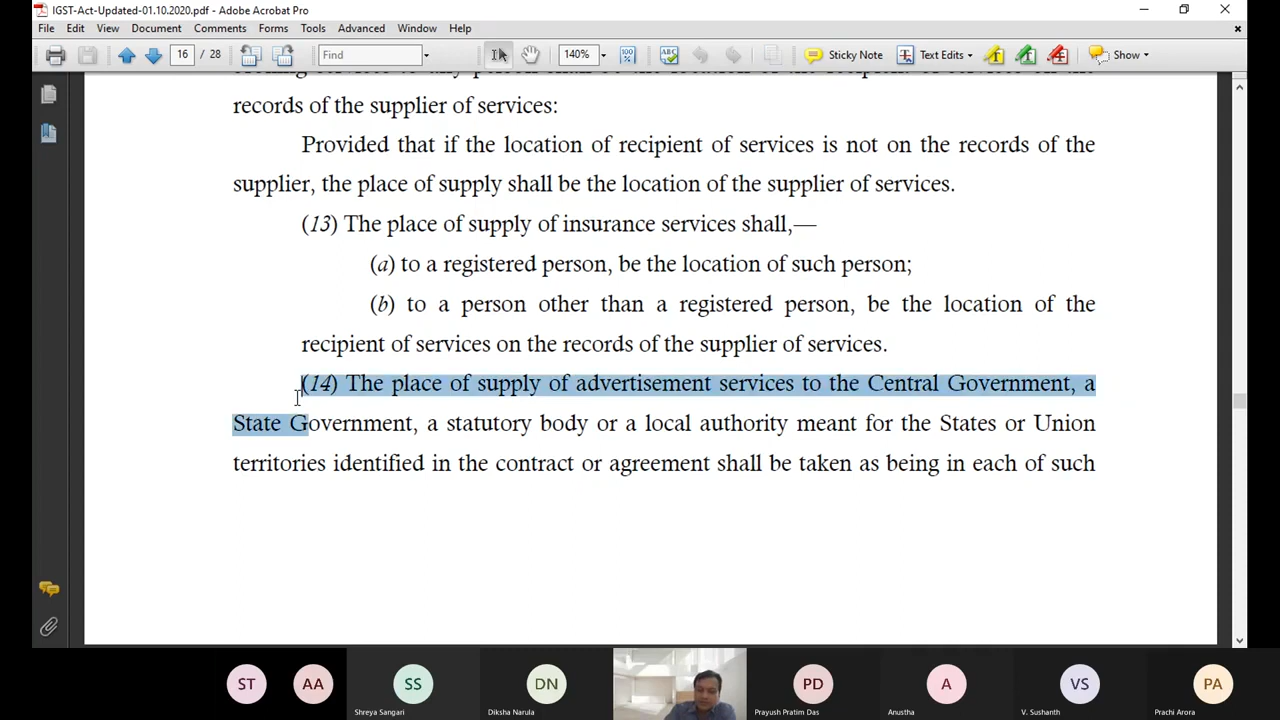 IGST-Act-Updated-01.10.2020.pdf - Adobe Acrobat Pro
File Edit View Document Comments Forms Tools Advanced Window Help
16 / 28 Find 140% Sticky Note Text Edits Show
records of the supplier of services:
Provided that if the location of recipient of services is not on the records of the
supplier, the place of supply shall be the location of the supplier of services.
(13) The place of supply of insurance services shall,—
(a) to a registered person, be the location of such person;
(b) to a person other than a registered person, be the location of the
recipient of services on the records of the supplier of services.
(14) The place of supply of advertisement services to the Central Government, a
State Government, a statutory body or a local authority meant for the States or Union
territories identified in the contract or agreement shall be taken as being in each of such
ST AA SS DN PD A VS PA
Shreya Sangari Diksha Narula Prayush Pratim Das Anustha V. Sushanth Prachi Arora